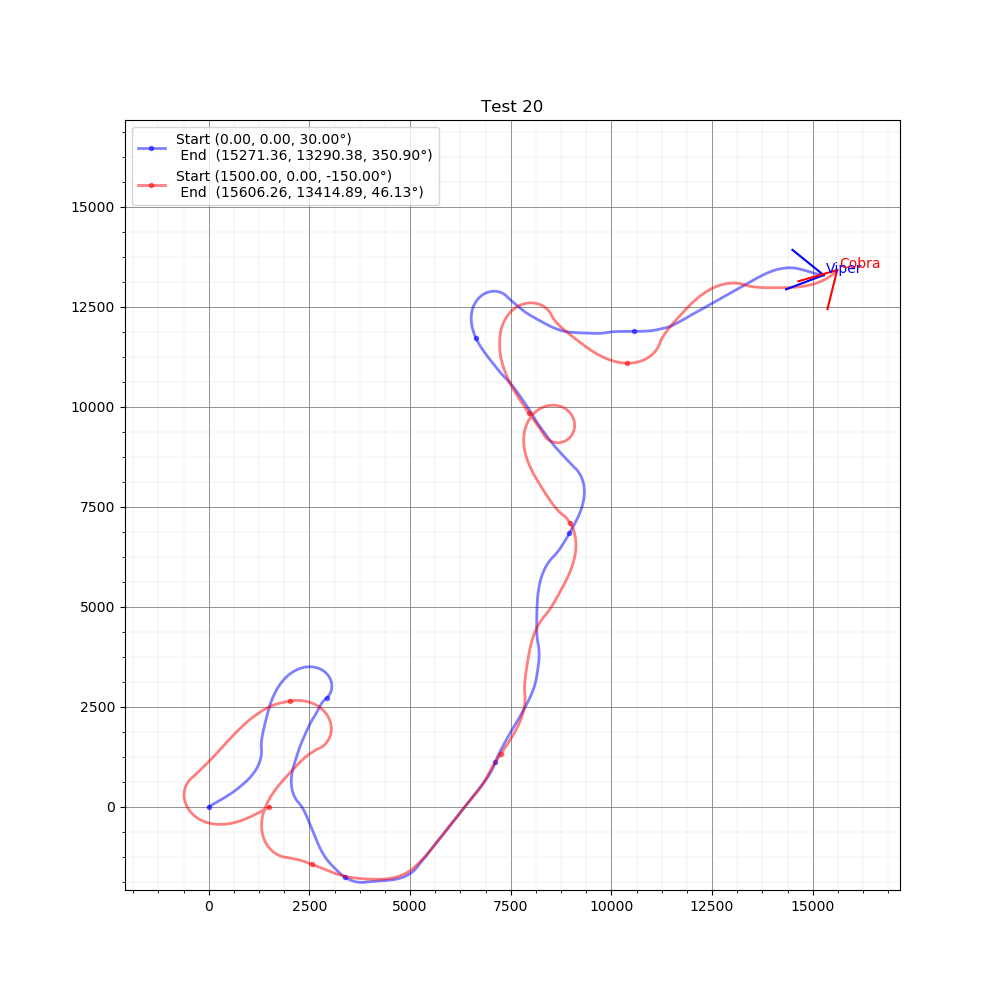 Test 20
Start (0.00, 0.00, 30.00°)
End (15271.36, 13290.38, 350.90°)
Start (1500.00, 0.00, -150.00°)
End (15606.26, 13414.89, 46.13°)
15000
12500
10000
7500
5000
2500
0
Cobra
Viper
0 2500 5000 7500 10000 12500 15000